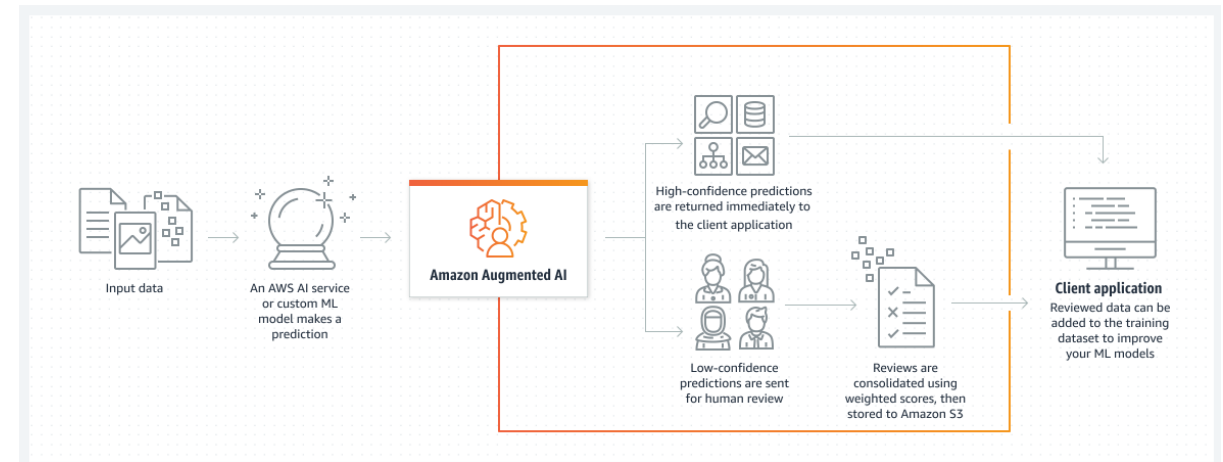 Input data
An AWS AI service
or custom ML
model makes a
prediction
Amazon Augmented AI
High-confidence predictions
are returned immediately to
the client application
Low-confidence
predictions are sent
for human review
Reviews are
consolidated using
weighted scores, then
stored to Amazon S3
Client application
Reviewed data can be
added to the training
dataset to improve
your ML models